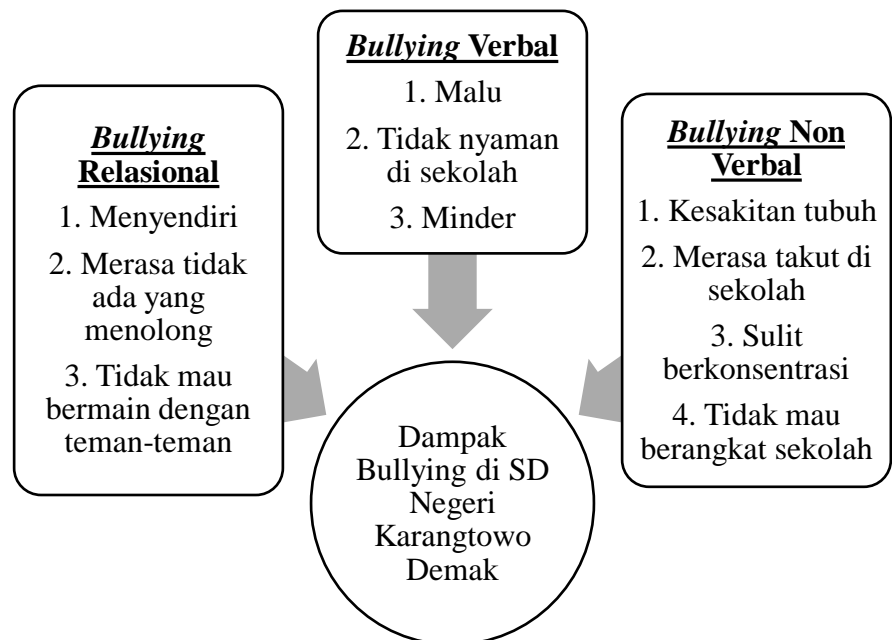 Bullying
Relasional
1. Menyendiri
2. Merasa tidak
ada yang
menolong
3. Tidak mau
bermain dengan
teman-teman
Bullying Verbal
1. Malu
2. Tidak nyaman
di sekolah
3. Minder
Bullying Non
Verbal
1. Kesakitan tubuh
2. Merasa takut di
sekolah
3. Sulit
berkonsentrasi
4. Tidak mau
berangkat sekolah
Dampak
Bullying di SD
Negeri
Karangtowo
Demak